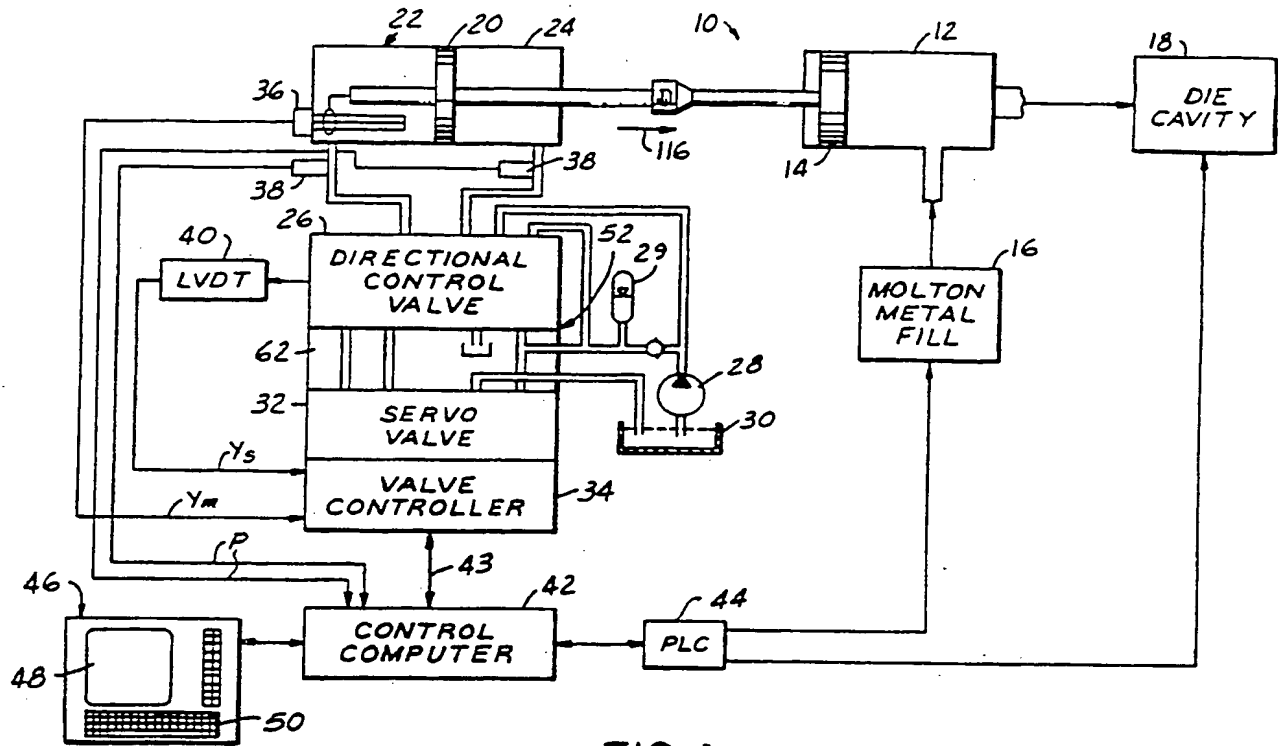 22
20
24
10
12
18
DIE
CAVITY
36
116
14
38
38
26
52
40
LVDT
DIRECTIONAL
CONTROL
VALVE
29
16
MOLTON
METAL
FILL
62
28
32
SERVO
VALVE
30
Ys
VALVE
CONTROLLER
34
Ym
P
43
46
42
44
CONTROL
COMPUTER
PLC
48
50